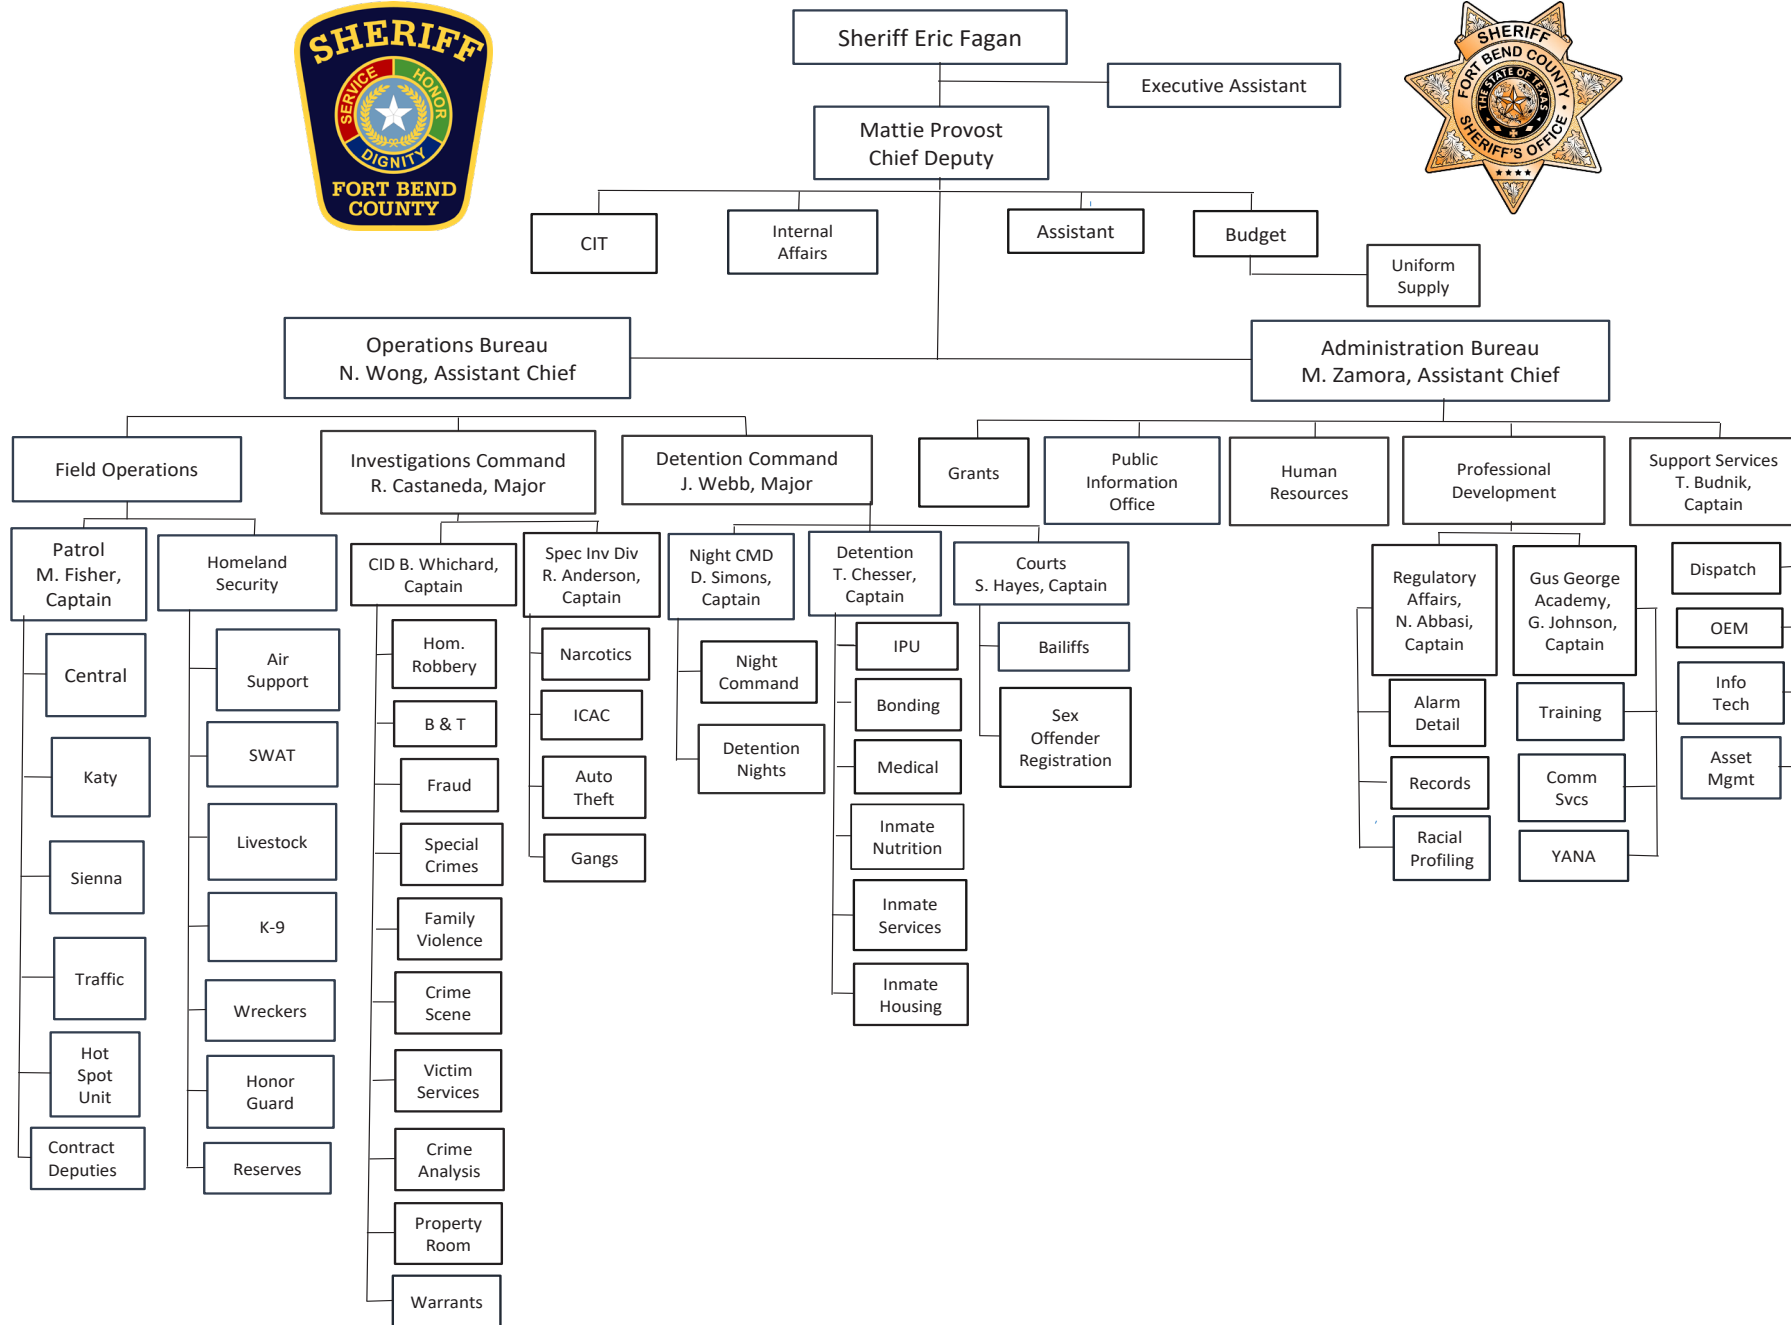 SHERIFF
SERVICE
HONOR
DIGNITY
FORT BEND
COUNTY
Sheriff Eric Fagan
Executive Assistant
Mattie Provost
Chief Deputy
SHERIFF
FORT BEND COUNTY
THE STATE OF TEXAS
SHERIFF'S OFFICE
CIT
Internal
Affairs
Assistant
Budget
Uniform
Supply
Operations Bureau
N. Wong, Assistant Chief
Administration Bureau
M. Zamora, Assistant Chief
Field Operations
Investigations Command
R. Castaneda, Major
Detention Command
J. Webb, Major
Grants
Public
Information
Office
Human
Resources
Professional
Development
Support Services
T. Budnik,
Captain
Patrol
M. Fisher,
Captain
Homeland
Security
CID B. Whichard,
Captain
Spec Inv Div
R. Anderson,
Captain
Night CMD
D. Simons,
Captain
Detention
T. Chesser,
Captain
Courts
S. Hayes, Captain
Regulatory
Affairs,
N. Abbasi,
Captain
Gus George
Academy,
G. Johnson,
Captain
Dispatch
OEM
Info
Tech
Asset
Mgmt
Central
Katy
Sienna
Traffic
Hot
Spot
Unit
Contract
Deputies
Air
Support
SWAT
Livestock
K-9
Wreckers
Honor
Guard
Reserves
Hom.
Robbery
B & T
Fraud
Special
Crimes
Family
Violence
Crime
Scene
Victim
Services
Crime
Analysis
Property
Room
Warrants
Narcotics
ICAC
Auto
Theft
Gangs
Night
Command
Detention
Nights
IPU
Bonding
Medical
Inmate
Nutrition
Inmate
Services
Inmate
Housing
Bailiffs
Sex
Offender
Registration
Alarm
Detail
Records
Racial
Profiling
Training
Comm
Svcs
YANA